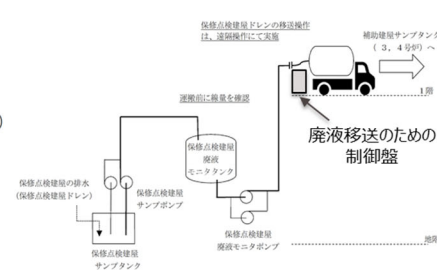 保修点検建屋ドレンの移送操作
は、遠隔操作にて実施
補助建屋サンプタンク
（３，４号炉）へ
1階
運搬前に線量を確認
廃液移送のための
制御盤
)
保修点検建屋
廃液
モニタタンク
保修点検建屋の排水
(保修点検建屋ドレン)
保修点検建屋
サンプポンプ
保修点検建屋
廃液モニタポンプ
保修点検建屋
サンプタンク
地階